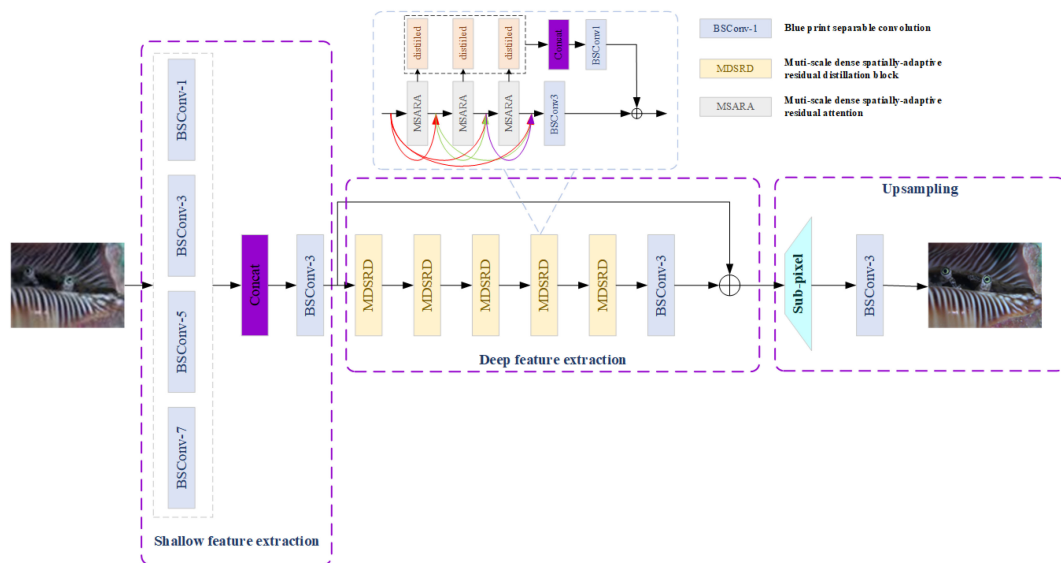 distiiled
distiiled
distiiled
Concat
BSConv1
MSARA
MSARA
MSARA
BSConv3
BSConv-1
Blue print separable convolution
MDSRD
Muti-scale dense spatially-adaptive
residual distillation block
MSARA
Muti-scale dense spatially-adaptive
residual attention
BSConv-1
BSConv-3
BSConv-5
BSConv-7
Concat
BSConv-3
Shallow feature extraction
MDSRD
MDSRD
MDSRD
MDSRD
MDSRD
BSConv-3
Deep feature extraction
Upsampling
Sub-pixel
BSConv-3